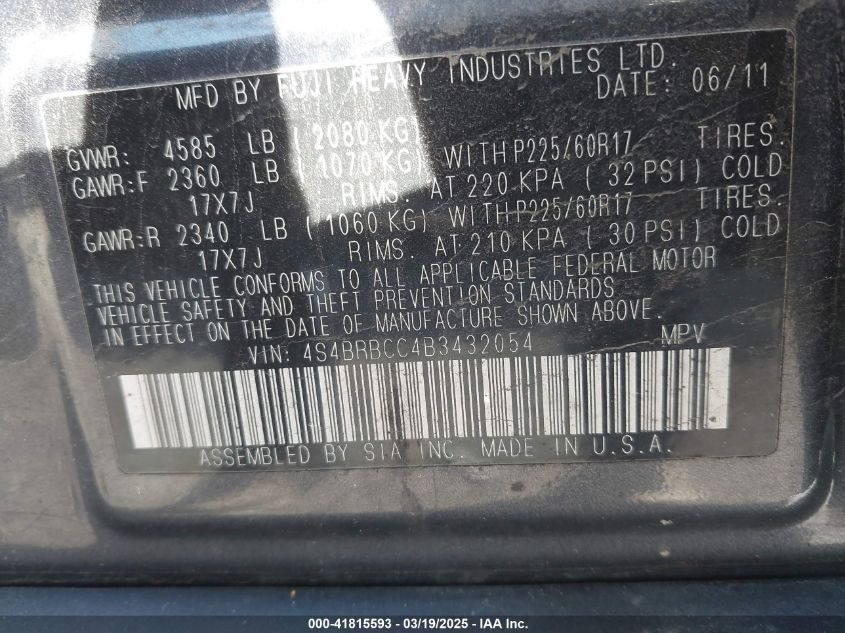 MFD BY FUJI HEAVY INDUSTRIES LTD.
DATE: 06/11
GVWR: 4585 LB (2080 KG)
GAWR:F 2360 LB (1070 KG) WITH P225/60R17 TIRES.
17X7J RIMS. AT 220 KPA (32 PSI) COLD
GAWR:R 2340 LB (1060 KG) WITH P225/60R17 TIRES.
17X7J RIMS. AT 210 KPA (30 PSI) COLD
THIS VEHICLE CONFORMS TO ALL APPLICABLE FEDERAL MOTOR
VEHICLE SAFETY AND THEFT PREVENTION STANDARDS
IN EFFECT ON THE DATE OF MANUFACTURE SHOWN ABOVE.
VIN: 4S4BRBCC4B3432054 MPV
ASSEMBLED BY SIA INC. MADE IN U.S.A.
000-41815593 - 03/19/2025 - IAA Inc.